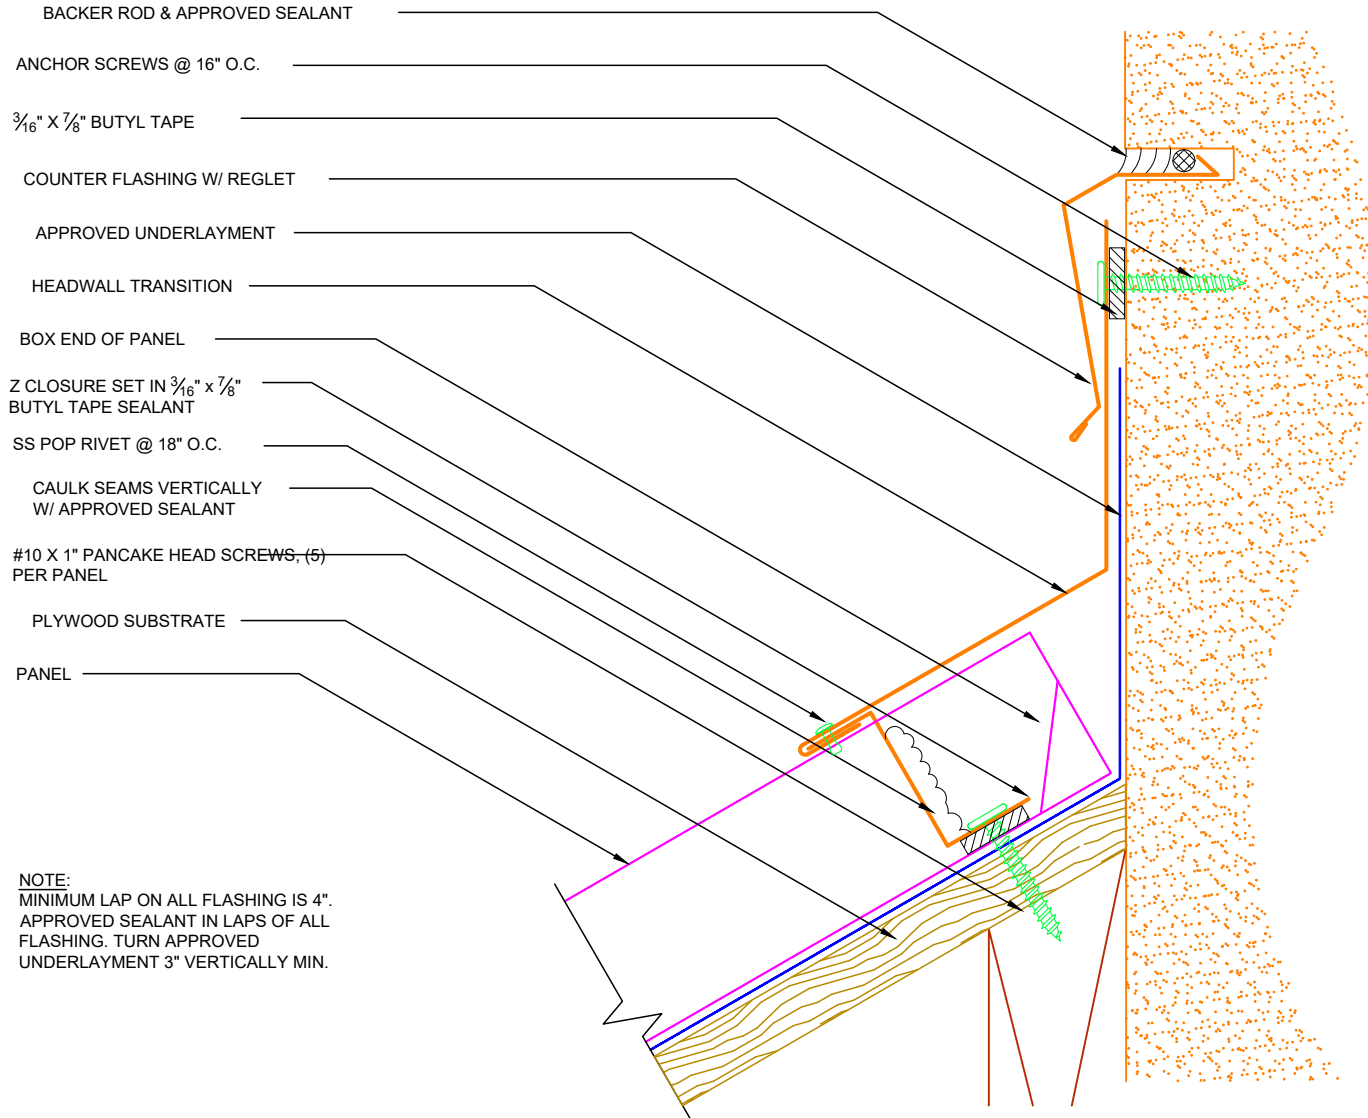 BACKER ROD & APPROVED SEALANT
ANCHOR SCREWS @ 16" O.C.
3/16" X 7/8" BUTYL TAPE
COUNTER FLASHING W/ REGLET
APPROVED UNDERLAYMENT
HEADWALL TRANSITION
BOX END OF PANEL
Z CLOSURE SET IN 3/16" x 7/8"
BUTYL TAPE SEALANT
SS POP RIVET @ 18" O.C.
CAULK SEAMS VERTICALLY
W/ APPROVED SEALANT
#10 X 1" PANCAKE HEAD SCREWS, (5)
PER PANEL
PLYWOOD SUBSTRATE
PANEL
NOTE:
MINIMUM LAP ON ALL FLASHING IS 4".
APPROVED SEALANT IN LAPS OF ALL
FLASHING. TURN APPROVED
UNDERLAYMENT 3" VERTICALLY MIN.